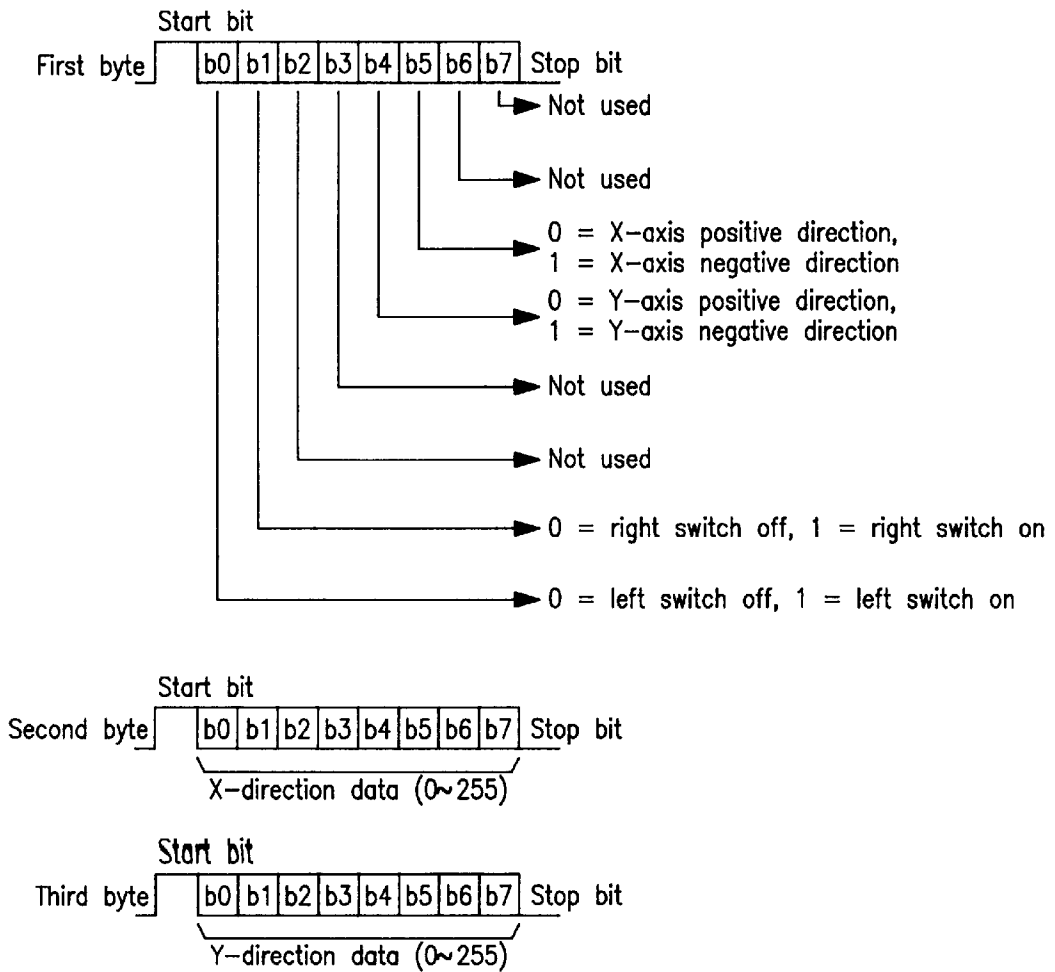 Start bit
First byte b0 b1 b2 b3 b4 b5 b6 b7 Stop bit
Not used
Not used
0 = X-axis positive direction,
1 = X-axis negative direction
0 = Y-axis positive direction,
1 = Y-axis negative direction
Not used
Not used
0 = right switch off, 1 = right switch on
0 = left switch off, 1 = left switch on
Start bit
Second byte b0 b1 b2 b3 b4 b5 b6 b7 Stop bit
X-direction data (0~255)
Start bit
Third byte b0 b1 b2 b3 b4 b5 b6 b7 Stop bit
Y-direction data (0~255)